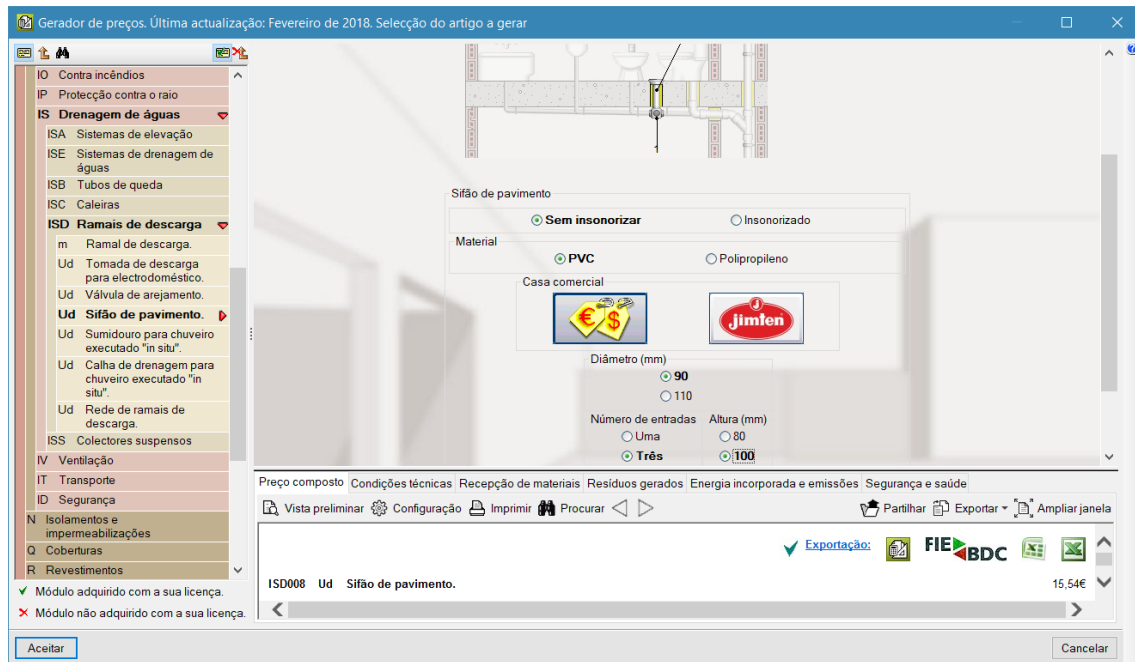 Gerador de preços. Última actualização: Fevereiro de 2018. Selecção do artigo a gerar
IO Contra incêndios
IP Protecção contra o raio
IS Drenagem de águas
ISA Sistemas de elevação
ISE Sistemas de drenagem de
águas
ISB Tubos de queda
ISC Caleiras
ISD Ramais de descarga
m Ramal de descarga.
Ud Tomada de descarga
para electrodoméstico.
Ud Válvula de arejamento.
Ud Sifão de pavimento.
Ud Sumidouro para chuveiro
executado "in situ".
Ud Calha de drenagem para
chuveiro executado "in
situ".
Ud Rede de ramais de
descarga.
ISS Colectores suspensos
IV Ventilação
IT Transporte
ID Segurança
N Isolamentos e
impermeabilizações
Q Coberturas
R Revestimentos
Módulo adquirido com a sua licença.
Módulo não adquirido com a sua licença.
1
Sifão de pavimento
Sem insonorizar Insonorizado
Material
PVC Polipropileno
Casa comercial
€ $ jimten
Diâmetro (mm)
90
110
Número de entradas Altura (mm)
Uma 80
Três 100
Preço composto Condições técnicas Recepção de materiais Resíduos gerados Energia incorporada e emissões Segurança e saúde
Vista preliminar Configuração Imprimir Procurar Partilhar Exportar Ampliar janela
Exportação: FIE BDC
ISD008 Ud Sifão de pavimento. 15,54€
Aceitar Cancelar